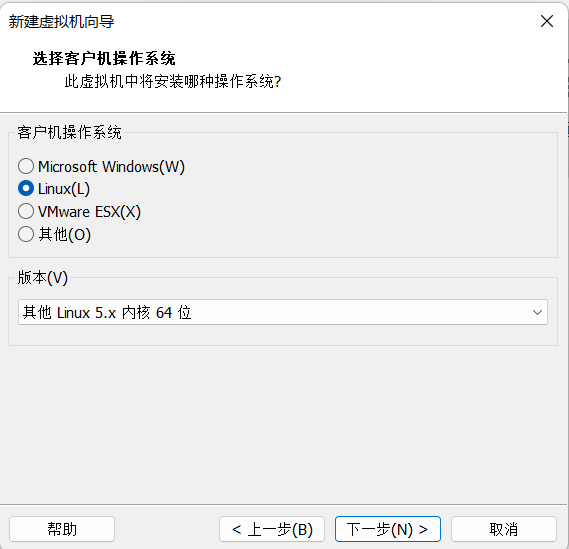 新建虚拟机向导
选择客户机操作系统
此虚拟机中将安装哪种操作系统?
客户机操作系统
Microsoft Windows(W)
Linux(L)
VMware ESX(X)
其他(O)
版本(V)
其他 Linux 5.x 内核 64 位
帮助
< 上一步(B)
下一步(N) >
取消